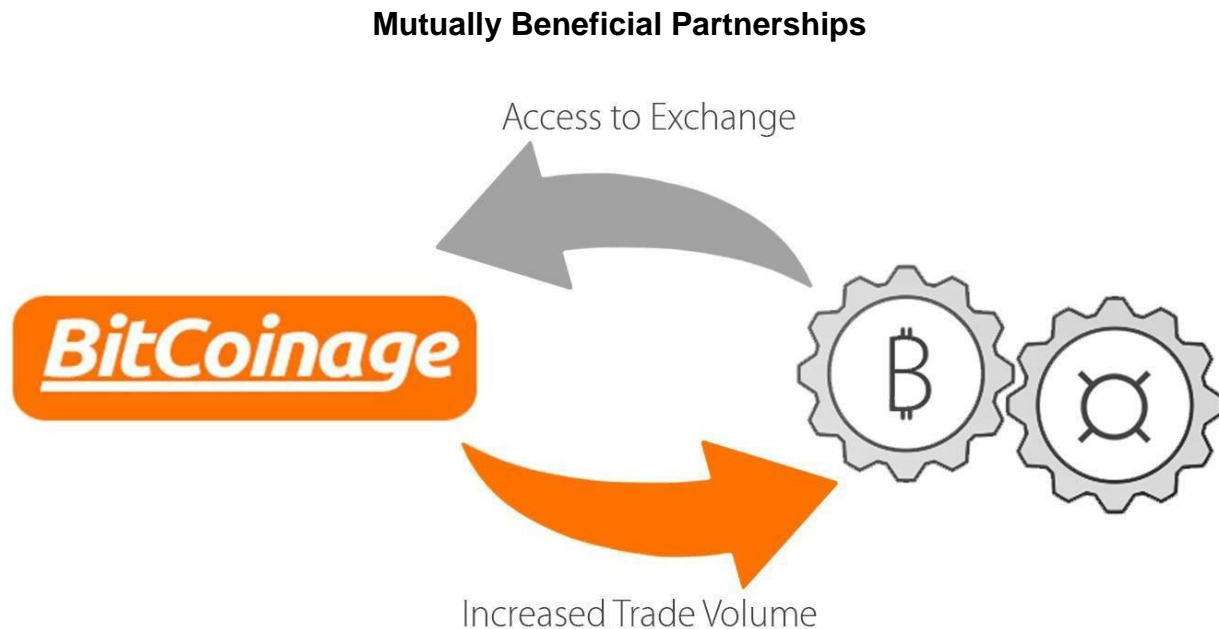 Mutually Beneficial Partnerships
Access to Exchange
BitCoinage
Increased Trade Volume